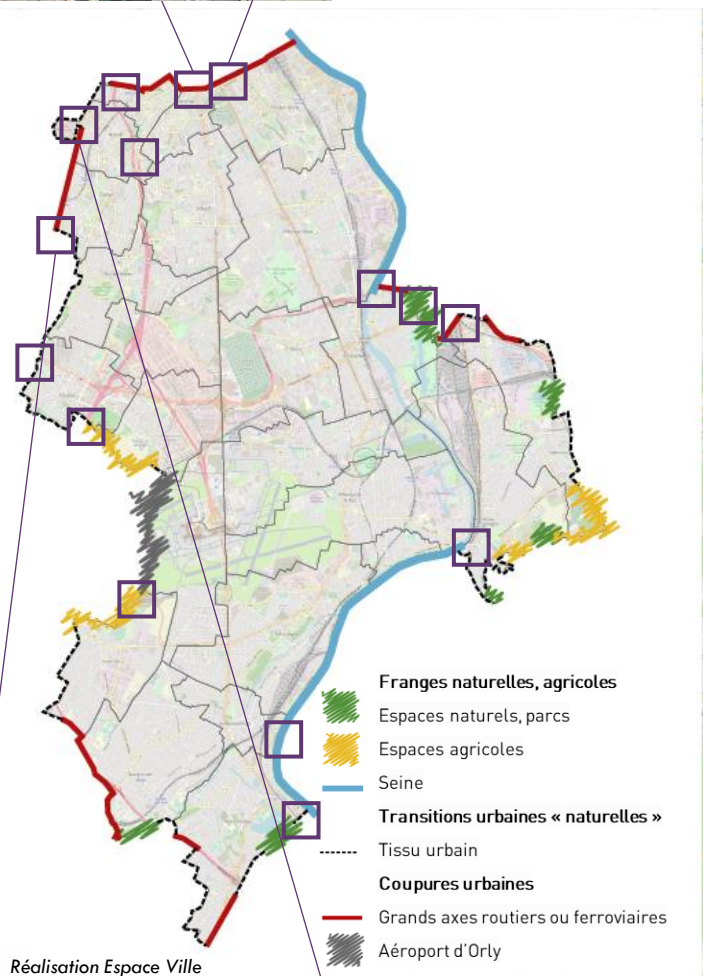 Franges naturelles, agricoles
Espaces naturels, parcs
Espaces agricoles
Seine
Transitions urbaines « naturelles »
Tissu urbain
Coupures urbaines
Grands axes routiers ou ferroviaires
Aéroport d'Orly
Réalisation Espace Ville